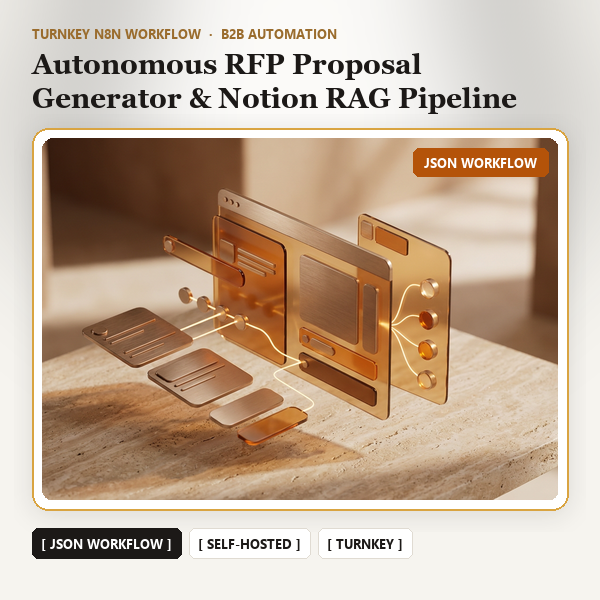 TURNKEY N8N WORKFLOW · B2B AUTOMATION
Autonomous RFP Proposal
Generator & Notion RAG Pipeline
JSON WORKFLOW
[ JSON WORKFLOW ]
[ SELF-HOSTED ]
[ TURNKEY ]